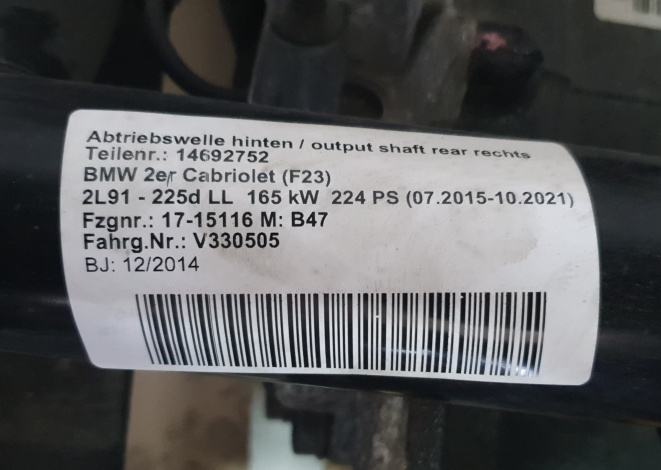 Abtriebswelle hinten / output shaft rear rechts
Teilenr.: 14692752
BMW 2er Cabriolet (F23)
2L91 - 225d LL 165 kW 224 PS (07.2015-10.2021)
Fzgnr.: 17-15116 M: B47
Fahrg.Nr.: V330505
BJ: 12/2014